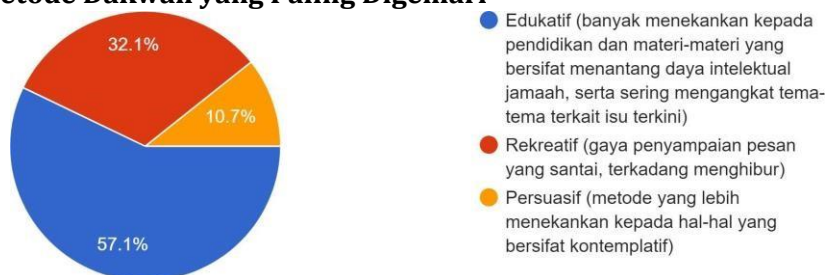 Dakwah yang Paling Digemari
32.1%
10.7%
57.1%
Edukatif (banyak menekankan kepada
pendidikan dan materi-materi yang
bersifat menantang daya intelektual
jamaah, serta sering mengangkat tema-
tema terkait isu terkini)
Rekreatif (gaya penyampaian pesan
yang santai, terkadang menghibur)
Persuasif (metode yang lebih
menekankan kepada hal-hal yang
bersifat kontemplatif)